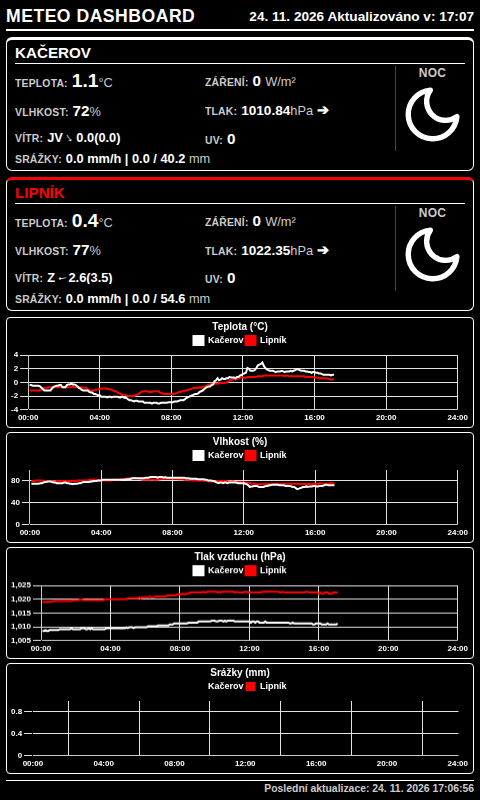 METEO DASHBOARD 24. 11. 2026 Aktualizováno v: 17:07
KAČEROV
TEPLOTA: 1.1°C ZÁŘENÍ: 0 W/m² NOC
VLHKOST: 72% TLAK: 1010.84hPa ➔
VÍTR: JV → 0.0(0.0) UV: 0
SRÁŽKY: 0.0 mm/h | 0.0 / 40.2 mm
LIPNÍK
TEPLOTA: 0.4°C ZÁŘENÍ: 0 W/m² NOC
VLHKOST: 77% TLAK: 1022.35hPa ➔
VÍTR: Z ← 2.6(3.5) UV: 0
SRÁŽKY: 0.0 mm/h | 0.0 / 54.6 mm
Teplota (°C)
Kačerov Lipník
4
2
0
-2
-4
00:00 04:00 08:00 12:00 16:00 20:00 24:00
Vlhkost (%)
Kačerov Lipník
80
40
0
00:00 04:00 08:00 12:00 16:00 20:00 24:00
Tlak vzduchu (hPa)
Kačerov Lipník
1,025
1,020
1,015
1,010
1,005
00:00 04:00 08:00 12:00 16:00 20:00 24:00
Srážky (mm)
Kačerov Lipník
0.8
0.4
0
00:00 04:00 08:00 12:00 16:00 20:00 24:00
Poslední aktualizace: 24. 11. 2026 17:06:56